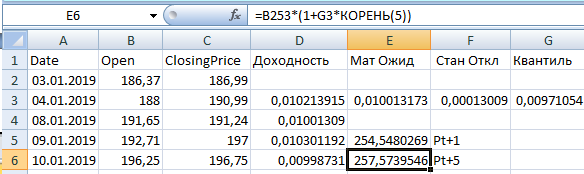 E6 =B253*(1+G3*КОРЕНЬ(5))
A B C D E F G
1 Date Open ClosingPrice Доходность Мат Ожид Стан Откл Квантиль
2 03.01.2019 186,37 186,99
3 04.01.2019 188 190,99 0,010213915 0,010013173 0,00013009 0,00971054
4 08.01.2019 191,65 191,24 0,01001309
5 09.01.2019 192,71 197 0,010301192 254,5480269 Pt+1
6 10.01.2019 196,25 196,75 0,00998731 257,5739546 Pt+5